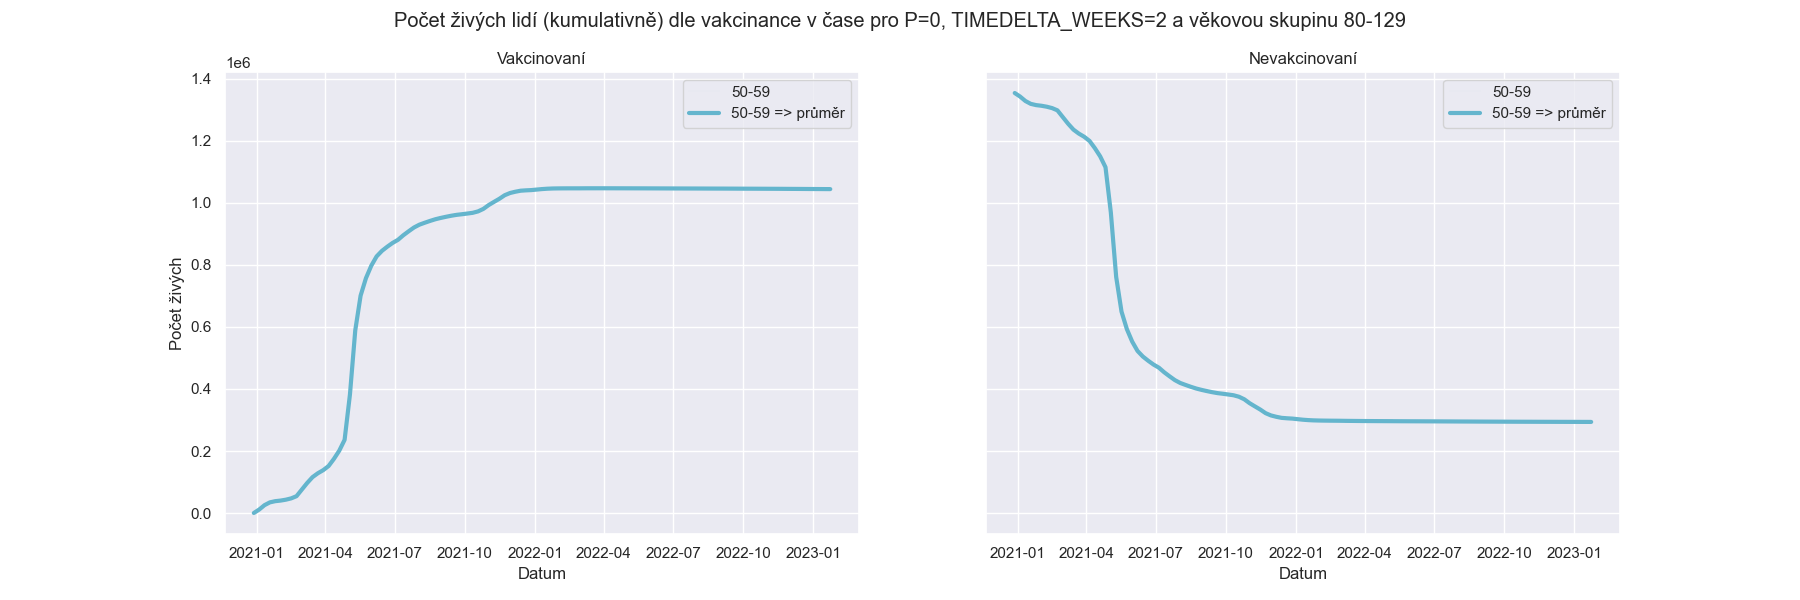 Počet živých lidí (kumulativně) dle vakcinance v čase pro P=0, TIMEDELTA_WEEKS=2 a věkovou skupinu 80-129
Vakcinovaní
1e6
1.4
1.2
1.0
0.8
0.6
0.4
0.2
0.0
Počet živých
50-59
50-59 => průměr
2021-01 2021-04 2021-07 2021-10 2022-01 2022-04 2022-07 2022-10 2023-01
Datum
Nevakcinovaní
50-59
50-59 => průměr
2021-01 2021-04 2021-07 2021-10 2022-01 2022-04 2022-07 2022-10 2023-01
Datum